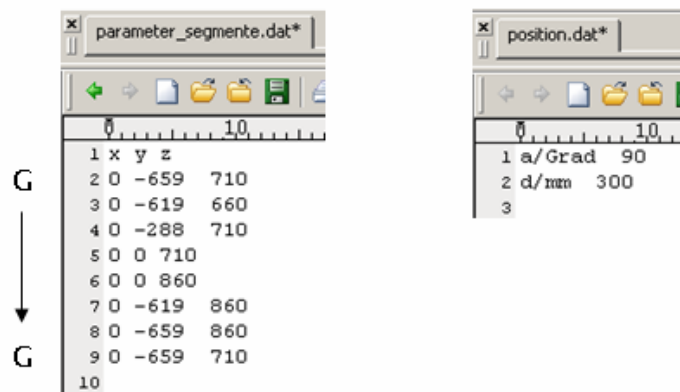 parameter_segmente.dat*
10
1 x y z
2 0 -659 710
3 0 -619 660
4 0 -288 710
5 0 0 710
6 0 0 860
7 0 -619 860
8 0 -659 860
9 0 -659 710
10
G
G
position.dat*
0 10
1 a/Grad 90
2 d/mm 300
3